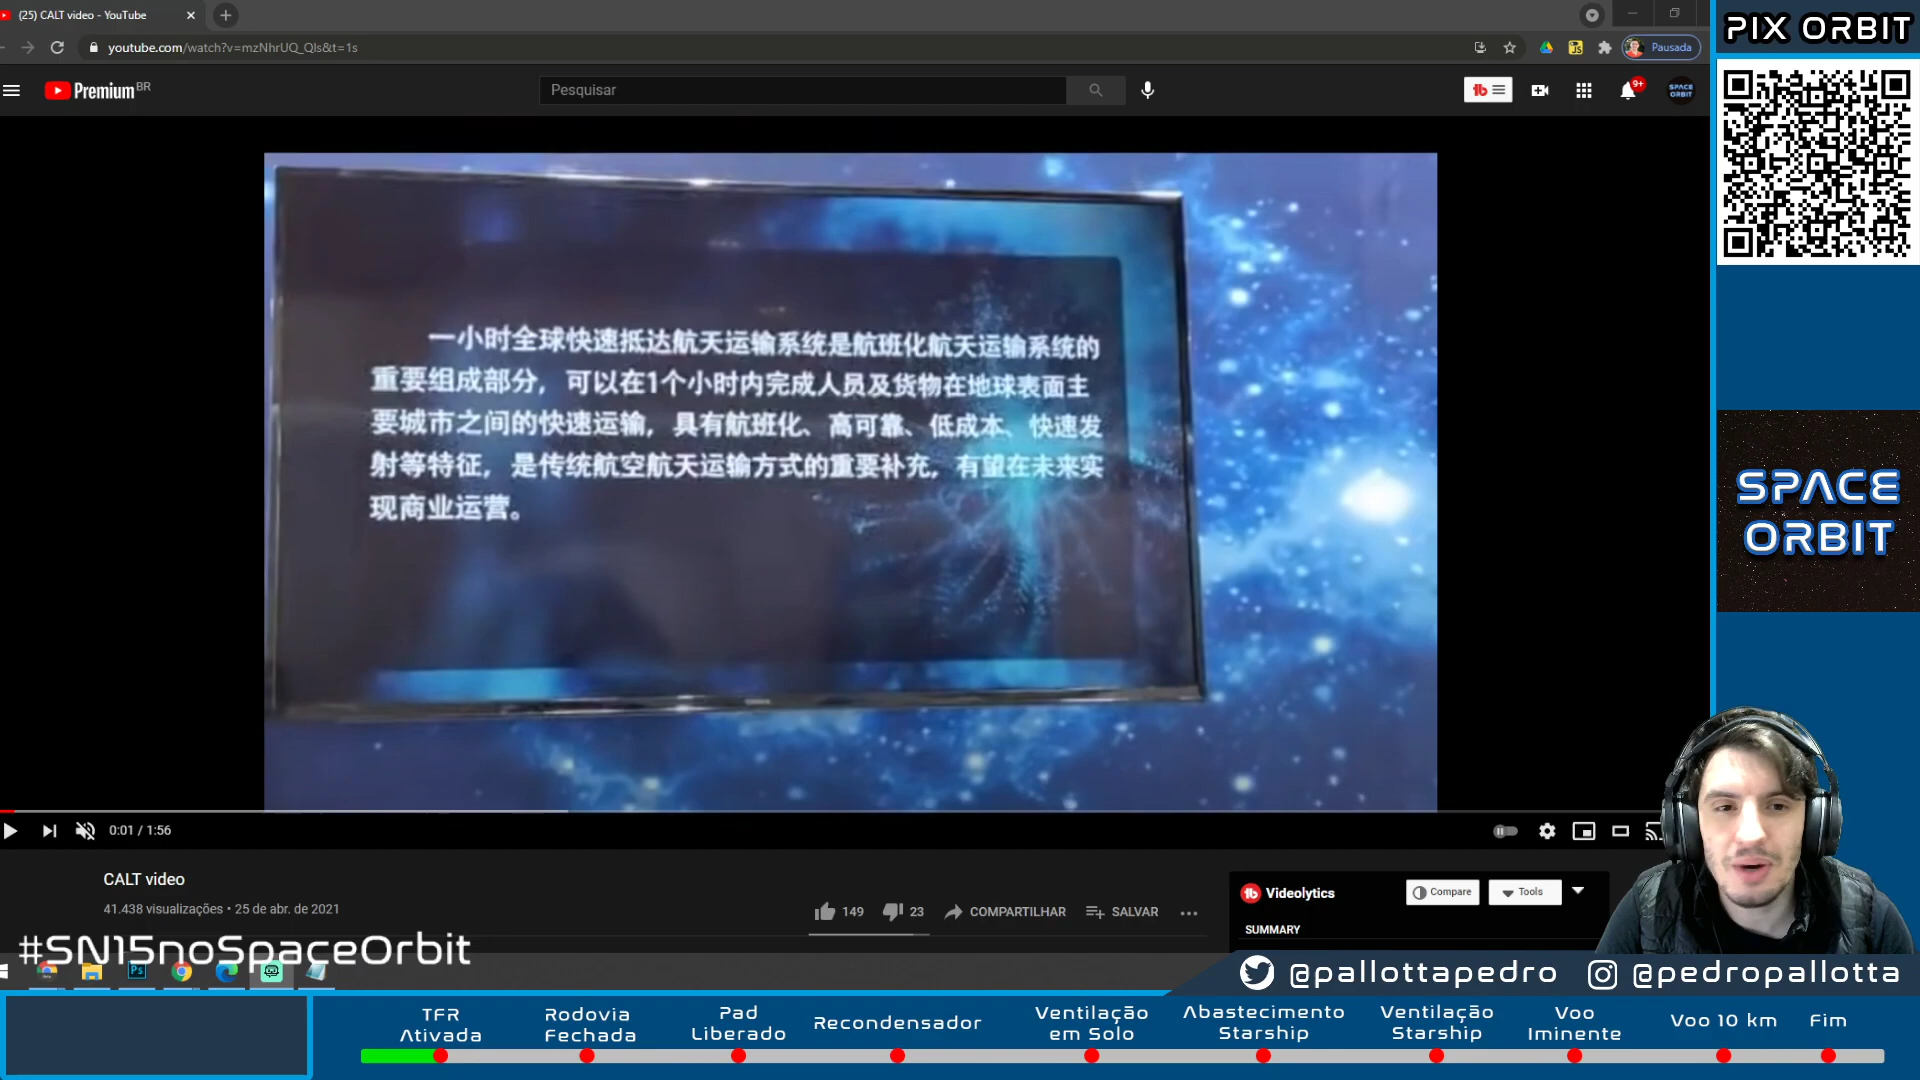 (25) CALT video - YouTube
youtube.com/watch?v=mzNhrUQ_Qls&t=1s
Pausada
Premium BR
Pesquisar
9+
SPACE
ORBIT
一小时全球快速抵达航天运输系统是航班化航天运输系统的
重要组成部分，可以在1个小时内完成人员及货物在地球表面主
要城市之间的快速运输，具有航班化、高可靠、低成本、快速发
射等特征，是传统航空航天运输方式的重要补充，有望在未来实
现商业运营。
0:01 / 1:56
CALT video
41.438 visualizações • 25 de abr. de 2021
149
23
COMPARTILHAR
SALVAR
Videolytics
Compare
Tools
SUMMARY
#SN15noSpaceOrbit
Ps
PIX ORBIT
SPACE
ORBIT
@pallottapedro
@pedropallotta
TFR
Ativada
Rodovia
Fechada
Pad
Liberado
Recondensador
Ventilação
em Solo
Abastecimento
Starship
Ventilação
Starship
Voo
Iminente
Voo 10 km
Fim